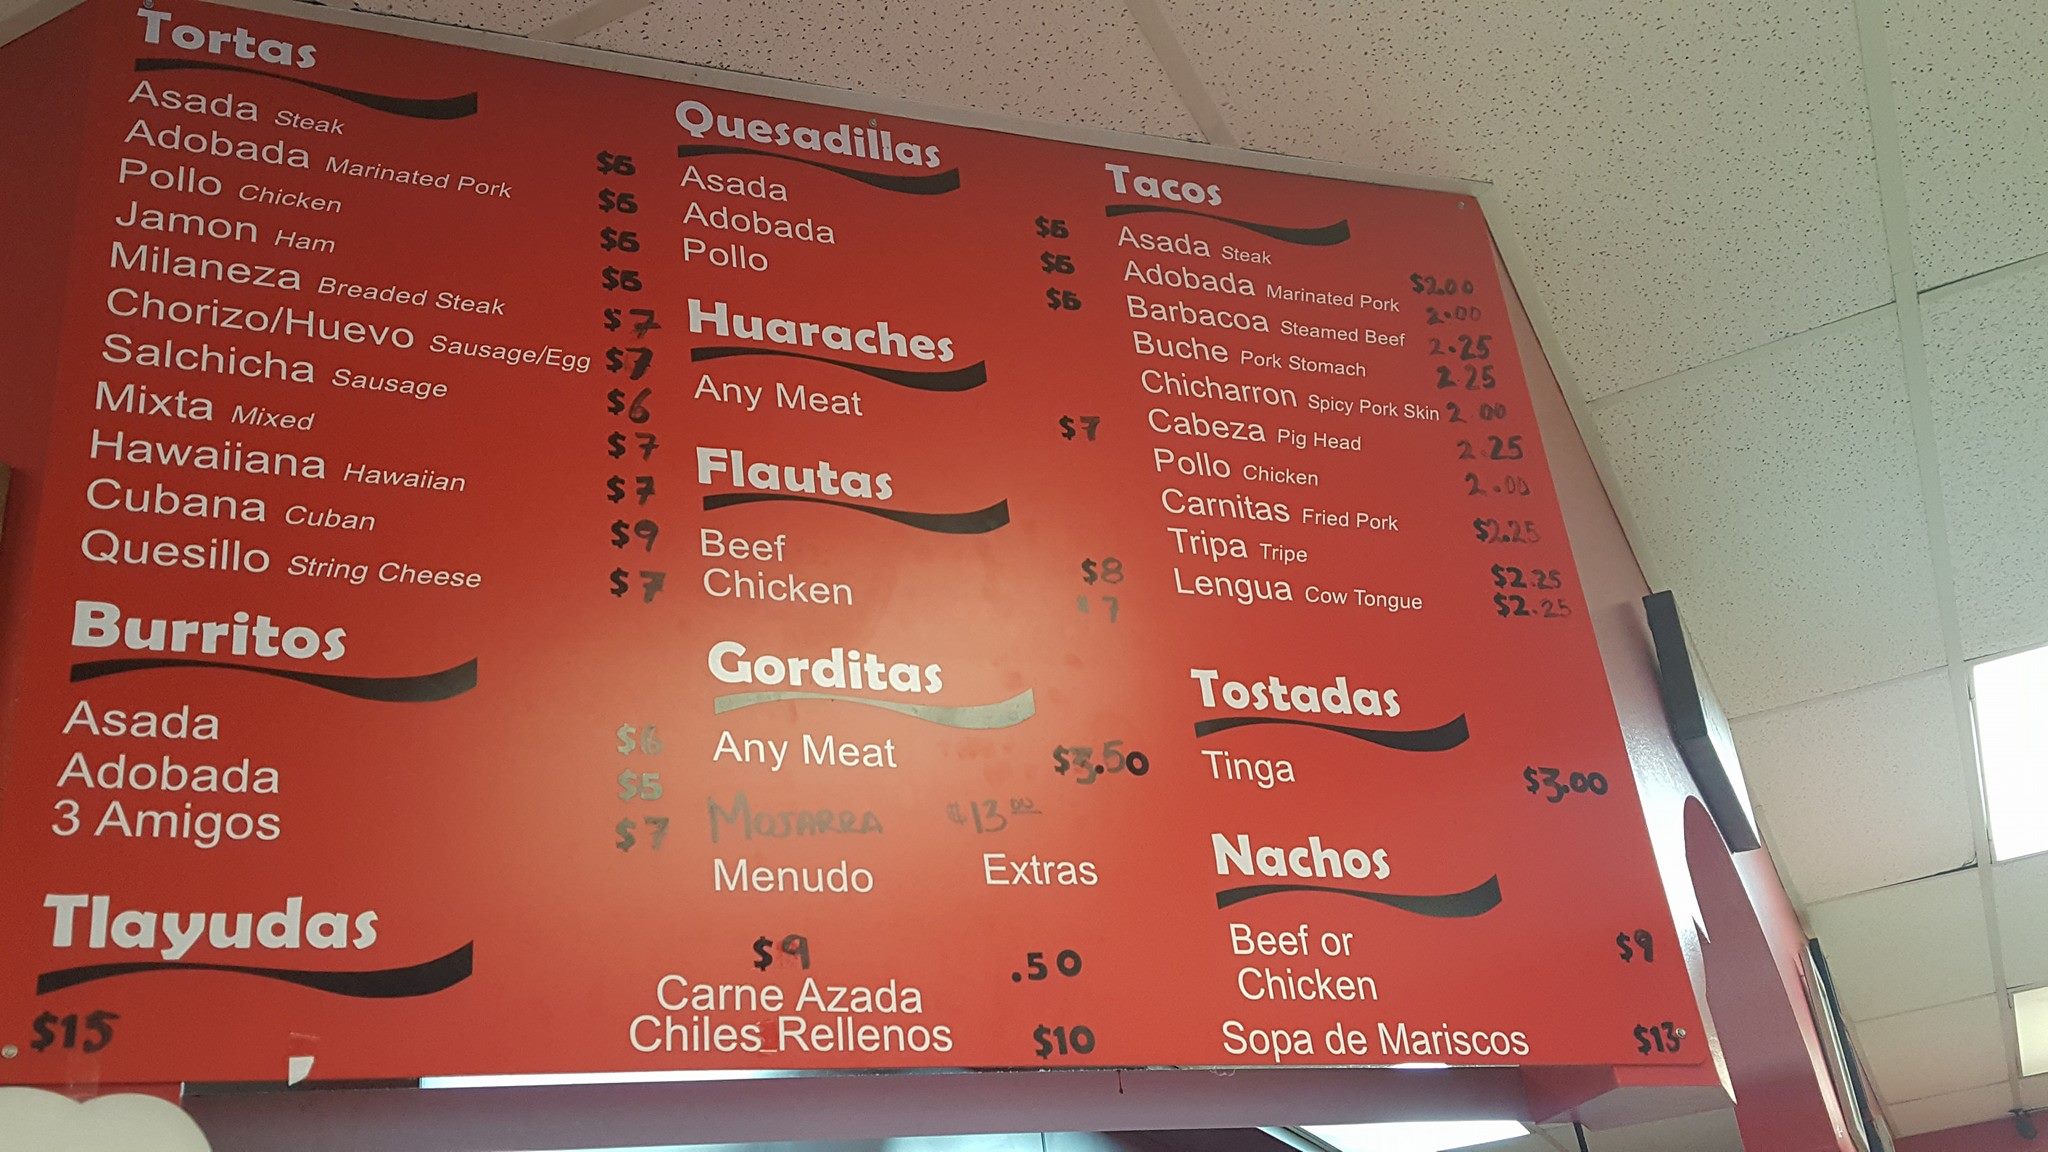 Tortas
Asada Steak $6
Adobada Marinated Pork $6
Pollo Chicken $6
Jamon Ham $6
Milaneza Breaded Steak $7
Chorizo/Huevo Sausage/Egg $7
Salchicha Sausage $6
Mixta Mixed $7
Hawaiiana Hawaiian $7
Cubana Cuban $9
Quesillo String Cheese $7
Burritos
Asada $6
Adobada $5
3 Amigos $7
Tlayudas
$15
Quesadillas
Asada $6
Adobada $6
Pollo $6
Huaraches
Any Meat $7
Flautas
Beef $8
Chicken $7
Gorditas
Any Meat $3.50
MOJARRA $13.00
Menudo Extras
$9 .50
Carne Azada
Chiles Rellenos $10
Tacos
Asada Steak $2.00
Adobada Marinated Pork 2.00
Barbacoa Steamed Beef 2.25
Buche Pork Stomach 2.25
Chicharron Spicy Pork Skin 2.00
Cabeza Pig Head 2.25
Pollo Chicken 2.00
Carnitas Fried Pork $2.25
Tripa Tripe $2.25
Lengua Cow Tongue $2.25
Tostadas
Tinga $3.00
Nachos
Beef or $9
Chicken
Sopa de Mariscos $13